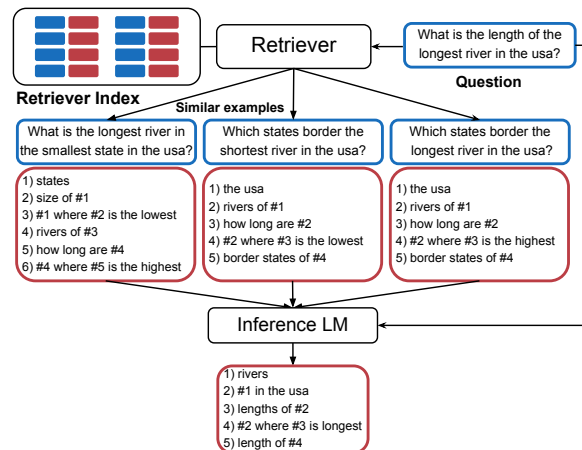 Retriever
What is the length of the
longest river in the usa?
Question
Retriever Index
Similar examples
What is the longest river in
the smallest state in the usa?
1) states
2) size of #1
3) #1 where #2 is the lowest
4) rivers of #3
5) how long are #4
6) #4 where #5 is the highest
Which states border the
shortest river in the usa?
1) the usa
2) rivers of #1
3) how long are #2
4) #2 where #3 is the lowest
5) border states of #4
Which states border the
longest river in the usa?
1) the usa
2) rivers of #1
3) how long are #2
4) #2 where #3 is the highest
5) border states of #4
Inference LM
1) rivers
2) #1 in the usa
3) lengths of #2
4) #2 where #3 is longest
5) length of #4